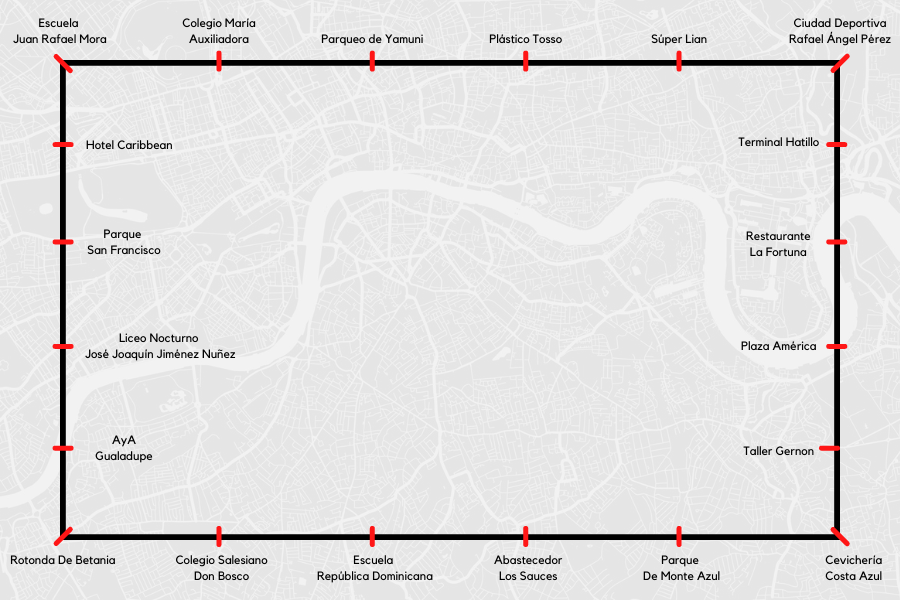 Escuela
Juan Rafael Mora
Colegio María
Auxiliadora
Parqueo de Yamuni
Plástico Tosso
Súper Lian
Ciudad Deportiva
Rafael Ángel Pérez
Hotel Caribbean
Terminal Hatillo
Parque
San Francisco
Restaurante
La Fortuna
Liceo Nocturno
José Joaquín Jiménez Nuñez
Plaza América
AyA
Gualadupe
Taller Gernon
Rotonda De Betania
Colegio Salesiano
Don Bosco
Escuela
República Dominicana
Abastecedor
Los Sauces
Parque
De Monte Azul
Cevichería
Costa Azul